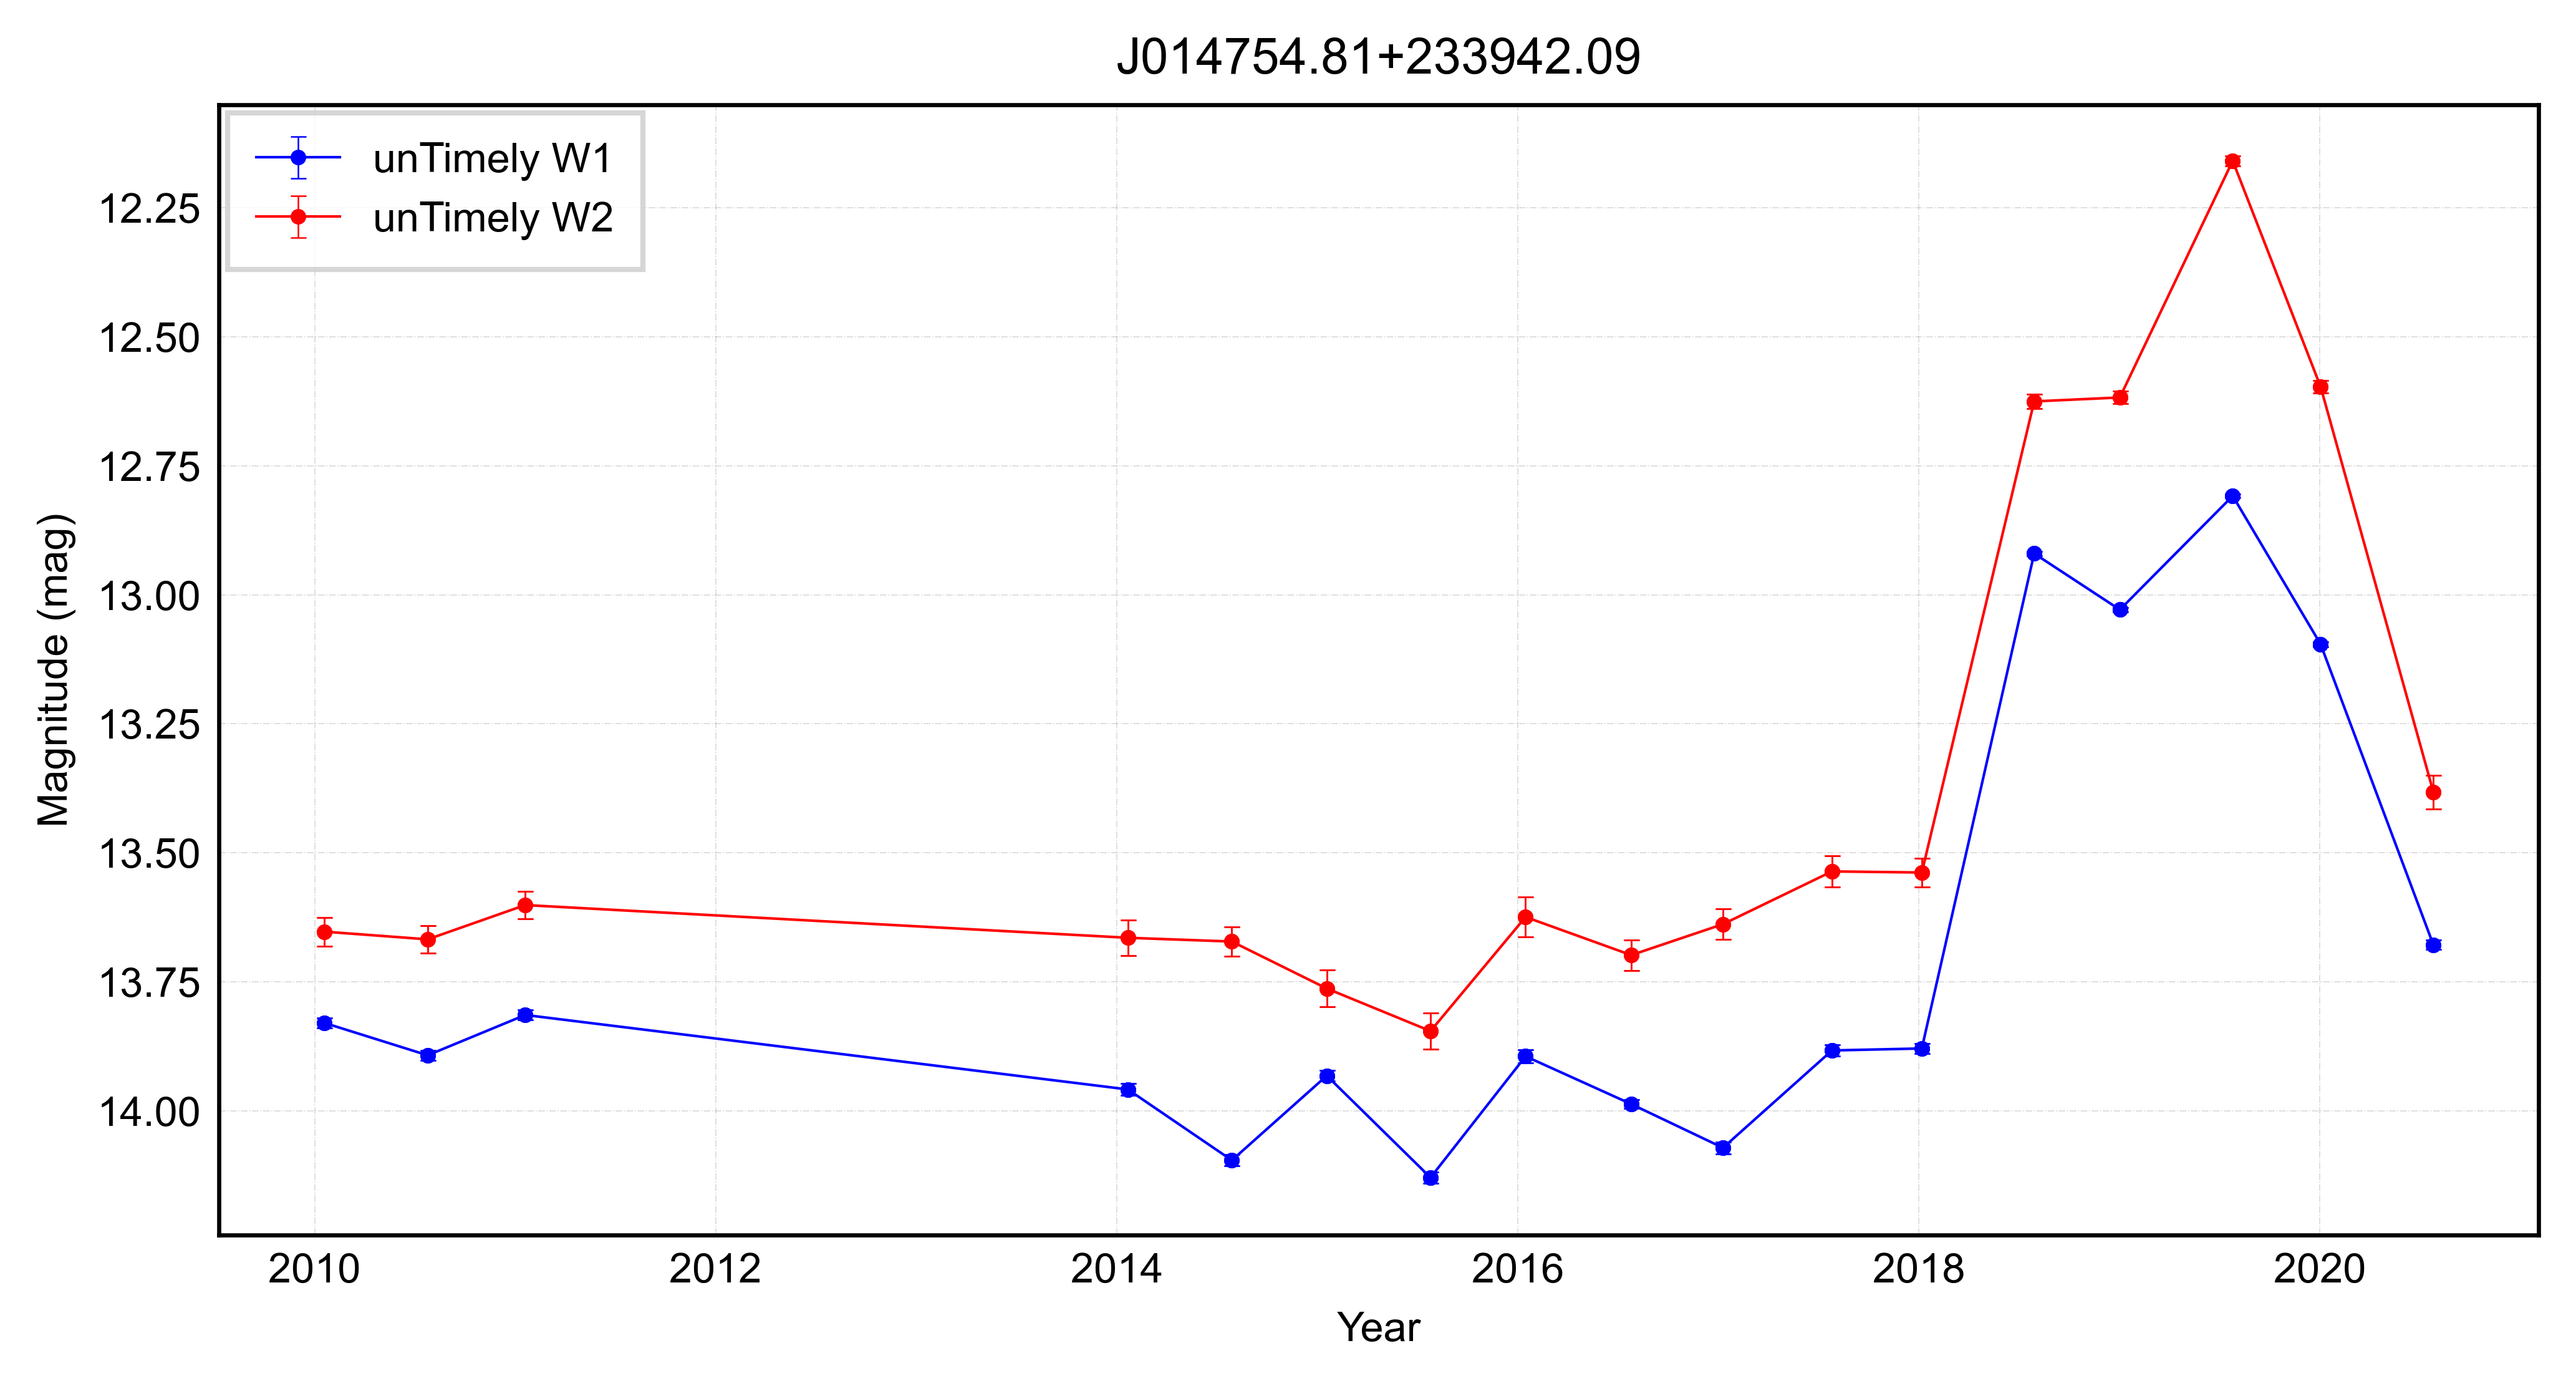 J014754.81+233942.09
unTimely W1
unTimely W2
12.25
12.50
12.75
13.00
13.25
13.50
13.75
14.00
Magnitude (mag)
2010 2012 2014 2016 2018 2020
Year